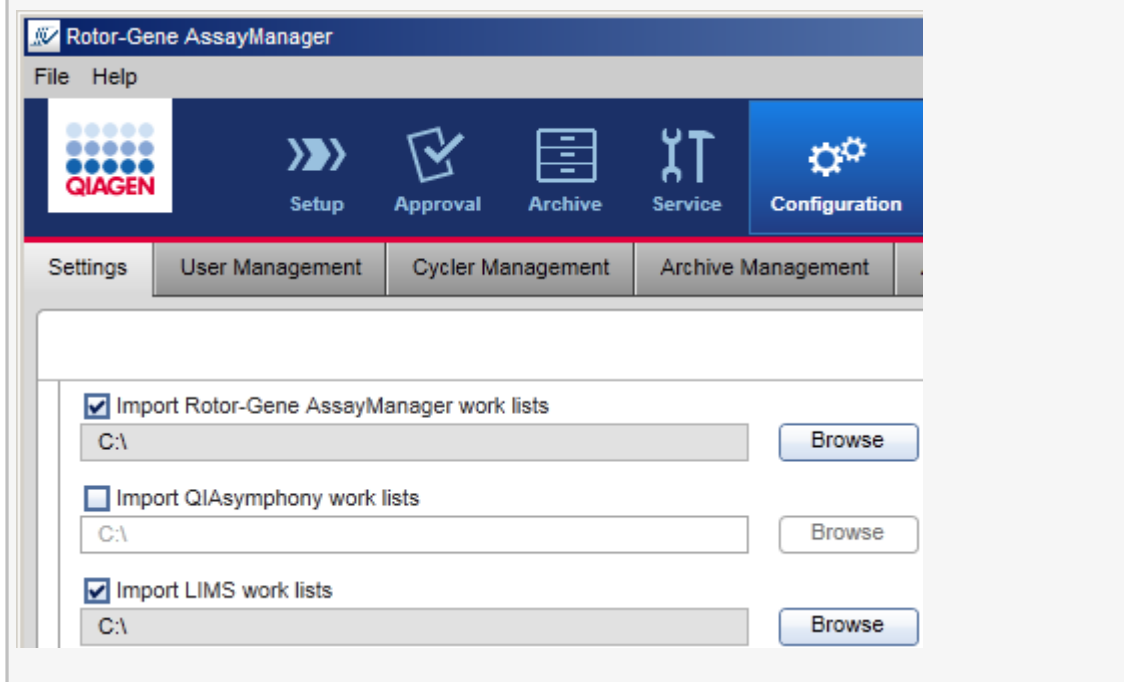 Rotor-Gene AssayManager
File Help
QIAGEN
Setup Approval Archive Service Configuration
Settings User Management Cycler Management Archive Management
Import Rotor-Gene AssayManager work lists
C:\ Browse
Import QIAsymphony work lists
C:\ Browse
Import LIMS work lists
C:\ Browse